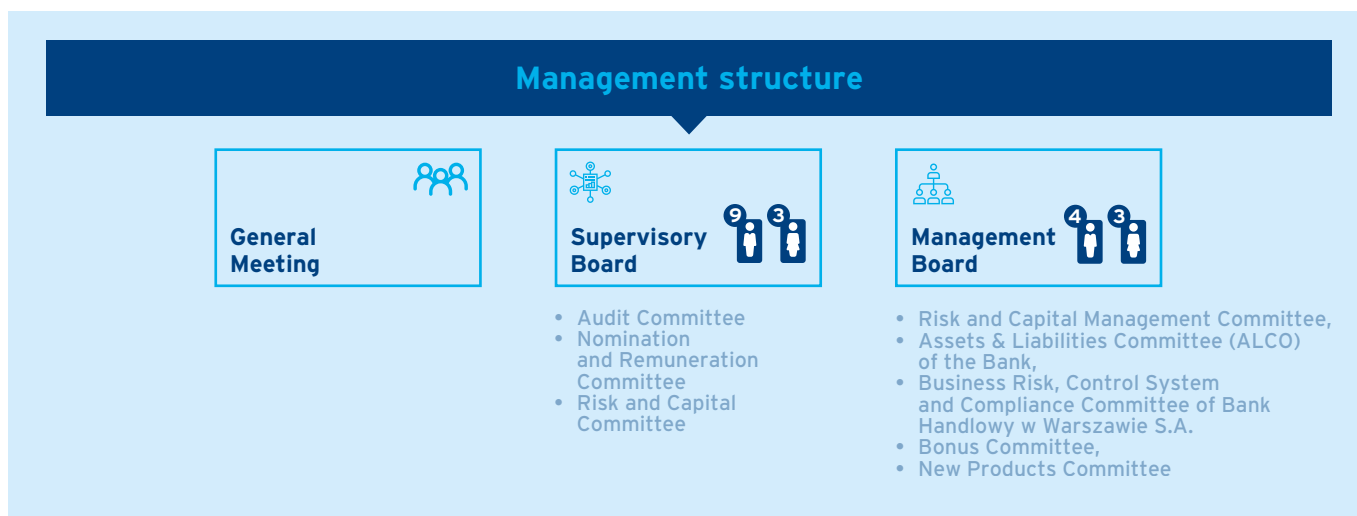 Management structure
General
Meeting
Supervisory
Board
9 3
Management
Board
4 3
• Audit Committee
• Nomination
and Remuneration
Committee
• Risk and Capital
Committee
• Risk and Capital Management Committee,
• Assets & Liabilities Committee (ALCO)
of the Bank,
• Business Risk, Control System
and Compliance Committee of Bank
Handlowy w Warszawie S.A.
• Bonus Committee,
• New Products Committee